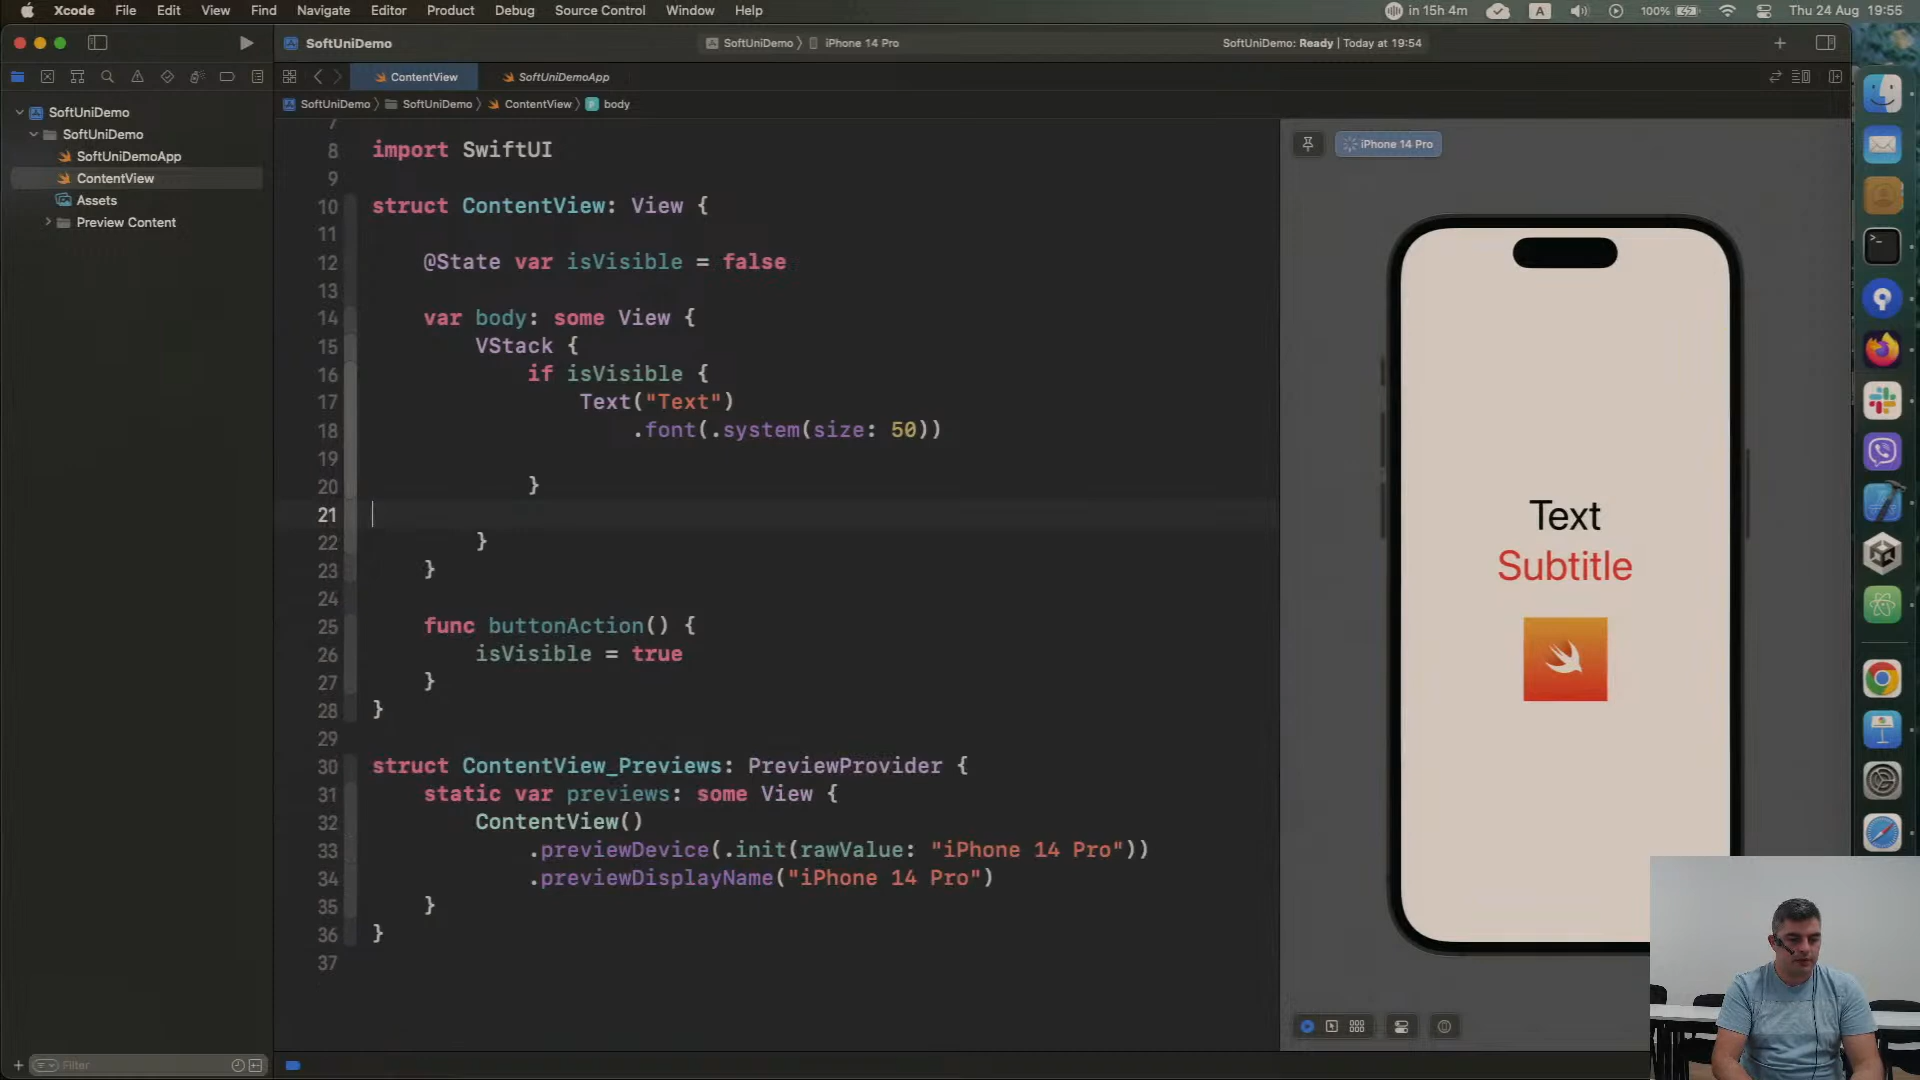 Xcode File Edit View Find Navigate Editor Product Debug Source Control Window Help
in 15h 4m A 100% Thu 24 Aug 19:55
SoftUniDemo
SoftUniDemo iPhone 14 Pro
SoftUniDemo: Ready | Today at 19:54
ContentView SoftUniDemoApp
SoftUniDemo SoftUniDemo ContentView body
SoftUniDemo
SoftUniDemo
SoftUniDemoApp
ContentView
Assets
Preview Content
Filter
7
8 import SwiftUI
9
10 struct ContentView: View {
11
12 @State var isVisible = false
13
14 var body: some View {
15 VStack {
16 if isVisible {
17 Text("Text")
18 .font(.system(size: 50))
19
20 }
21
22 }
23 }
24
25 func buttonAction() {
26 isVisible = true
27 }
28 }
29
30 struct ContentView_Previews: PreviewProvider {
31 static var previews: some View {
32 ContentView()
33 .previewDevice(.init(rawValue: "iPhone 14 Pro"))
34 .previewDisplayName("iPhone 14 Pro")
35 }
36 }
37
iPhone 14 Pro
Text
Subtitle